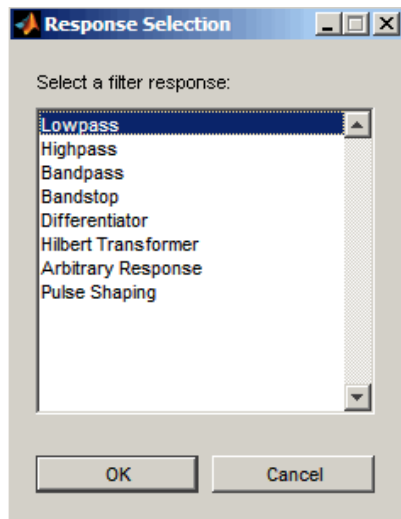 Response Selection
Select a filter response:
Lowpass
Highpass
Bandpass
Bandstop
Differentiator
Hilbert Transformer
Arbitrary Response
Pulse Shaping
OK Cancel